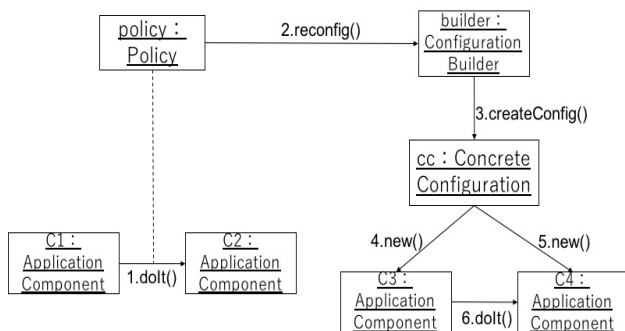 policy：
Policy
2.reconfig()
builder：
Configuration
Builder
3.createConfig()
cc：Concrete
Configuration
C1：
Application
Component
1.doIt()
C2：
Application
Component
4.new()
5.new()
C3：
Application
Component
6.doIt()
C4：
Application
Component